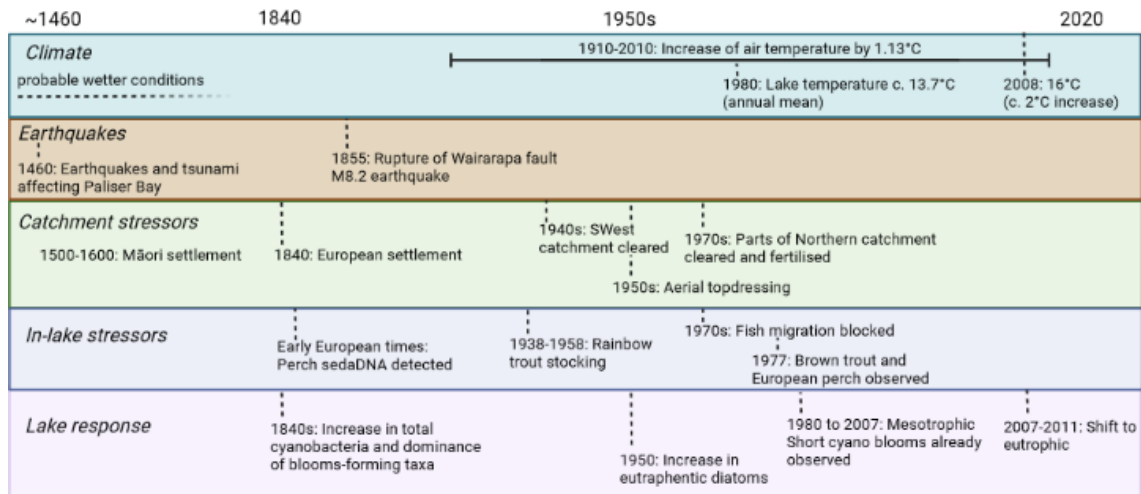 ~1460 1840 1950s 2020
Climate
1910-2010: Increase of air temperature by 1.13°C
probable wetter conditions
1980: Lake temperature c. 13.7°C
(annual mean)
2008: 16°C
(c. 2°C increase)
Earthquakes
1460: Earthquakes and tsunami
affecting Paliser Bay
1855: Rupture of Wairarapa fault
M8.2 earthquake
Catchment stressors
1500-1600: Māori settlement
1840: European settlement
1940s: SWest
catchment cleared
1950s: Aerial topdressing
1970s: Parts of Northern catchment
cleared and fertilised
In-lake stressors
Early European times:
Perch sedaDNA detected
1938-1958: Rainbow
trout stocking
1970s: Fish migration blocked
1977: Brown trout and
European perch observed
Lake response
1840s: Increase in total
cyanobacteria and dominance
of blooms-forming taxa
1950: Increase in
eutraphentic diatoms
1980 to 2007: Mesotrophic
Short cyano blooms already
observed
2007-2011: Shift to
eutrophic